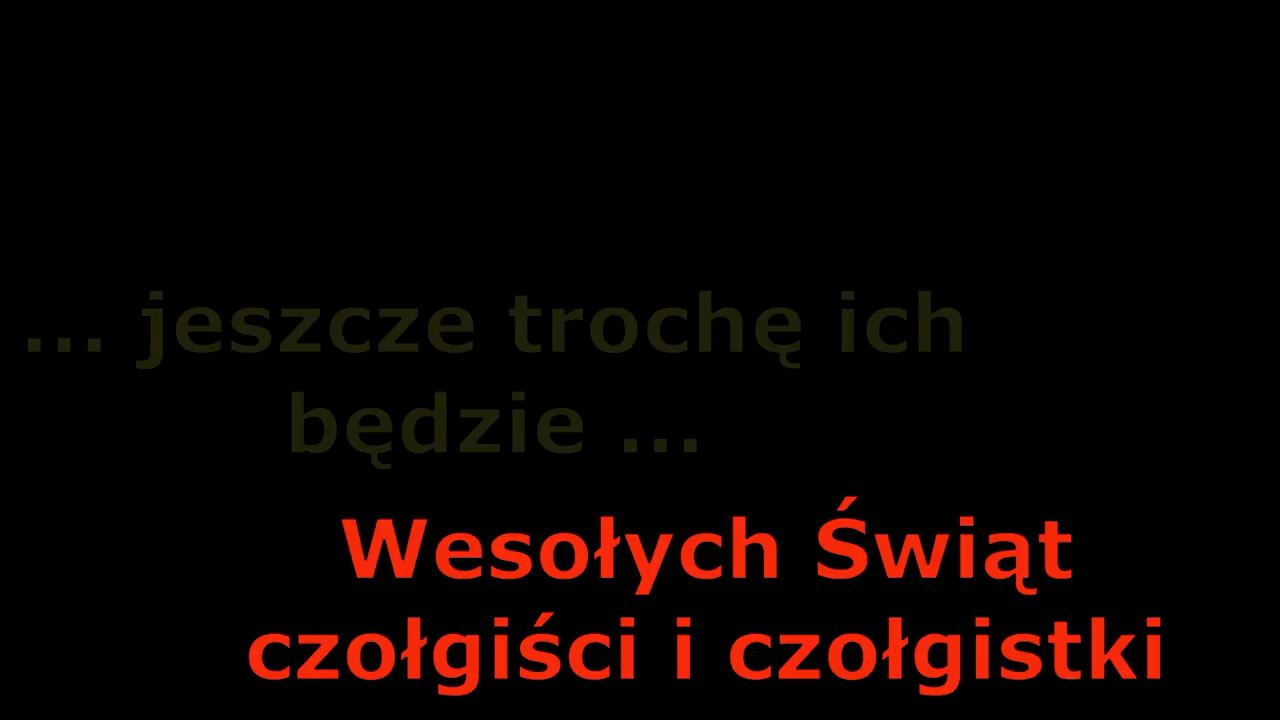 ... jeszcze trochę ich
będzie ...
Wesołych Świąt
czołgiści i czołgistki